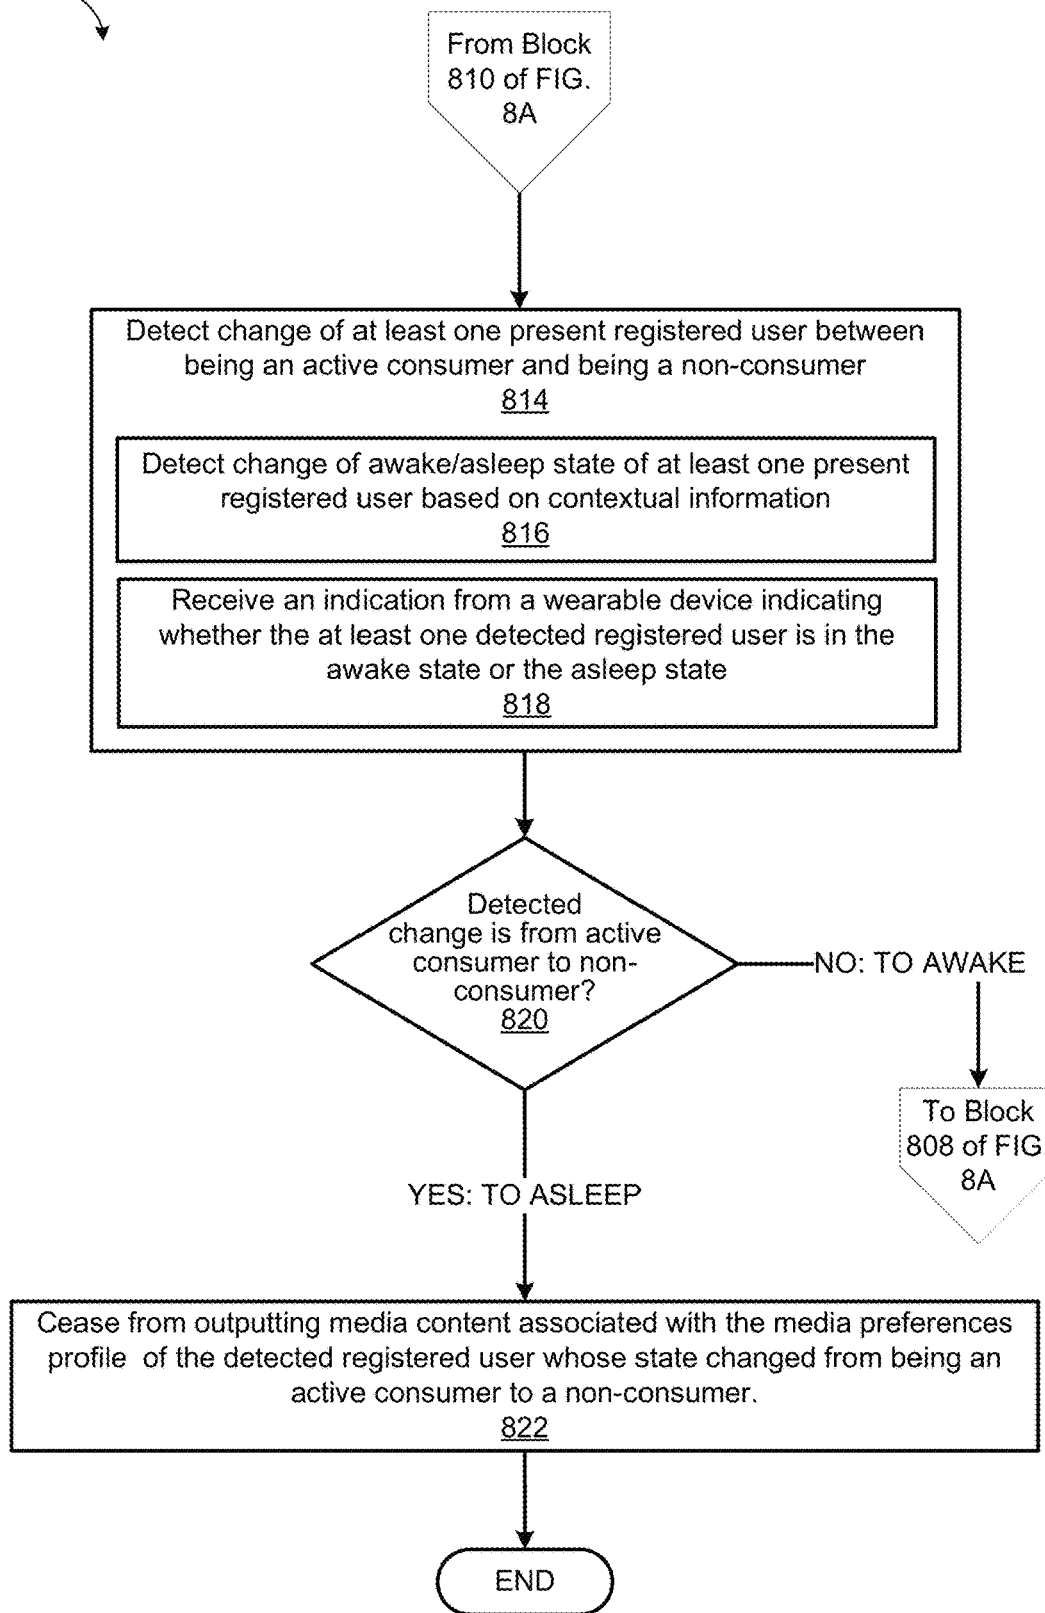 From Block
810 of FIG.
8A
Detect change of at least one present registered user between
being an active consumer and being a non-consumer
814
Detect change of awake/asleep state of at least one present
registered user based on contextual information
816
Receive an indication from a wearable device indicating
whether the at least one detected registered user is in the
awake state or the asleep state
818
Detected
change is from active
consumer to non-
consumer?
820
NO: TO AWAKE
To Block
808 of FIG
8A
YES: TO ASLEEP
Cease from outputting media content associated with the media preferences
profile of the detected registered user whose state changed from being an
active consumer to a non-consumer.
822
END